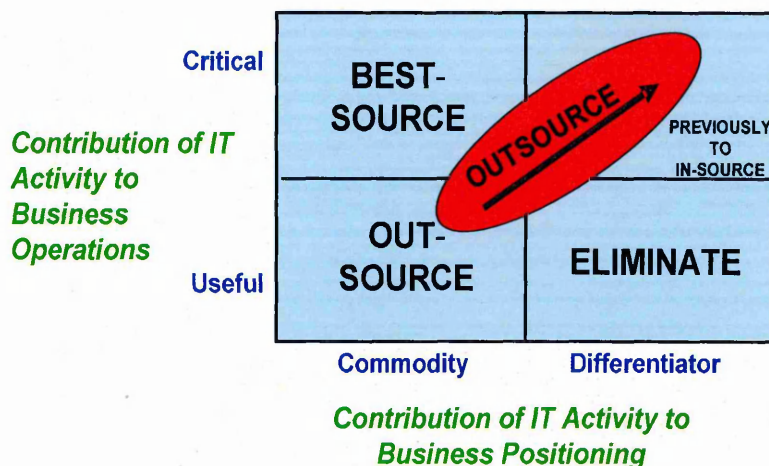 Critical
BEST-
SOURCE
OUTSOURCE
PREVIOUSLY
TO
IN-SOURCE
Contribution of IT
Activity to
Business
Operations
Useful
OUT-
SOURCE
ELIMINATE
Commodity
Differentiator
Contribution of IT Activity to
Business Positioning